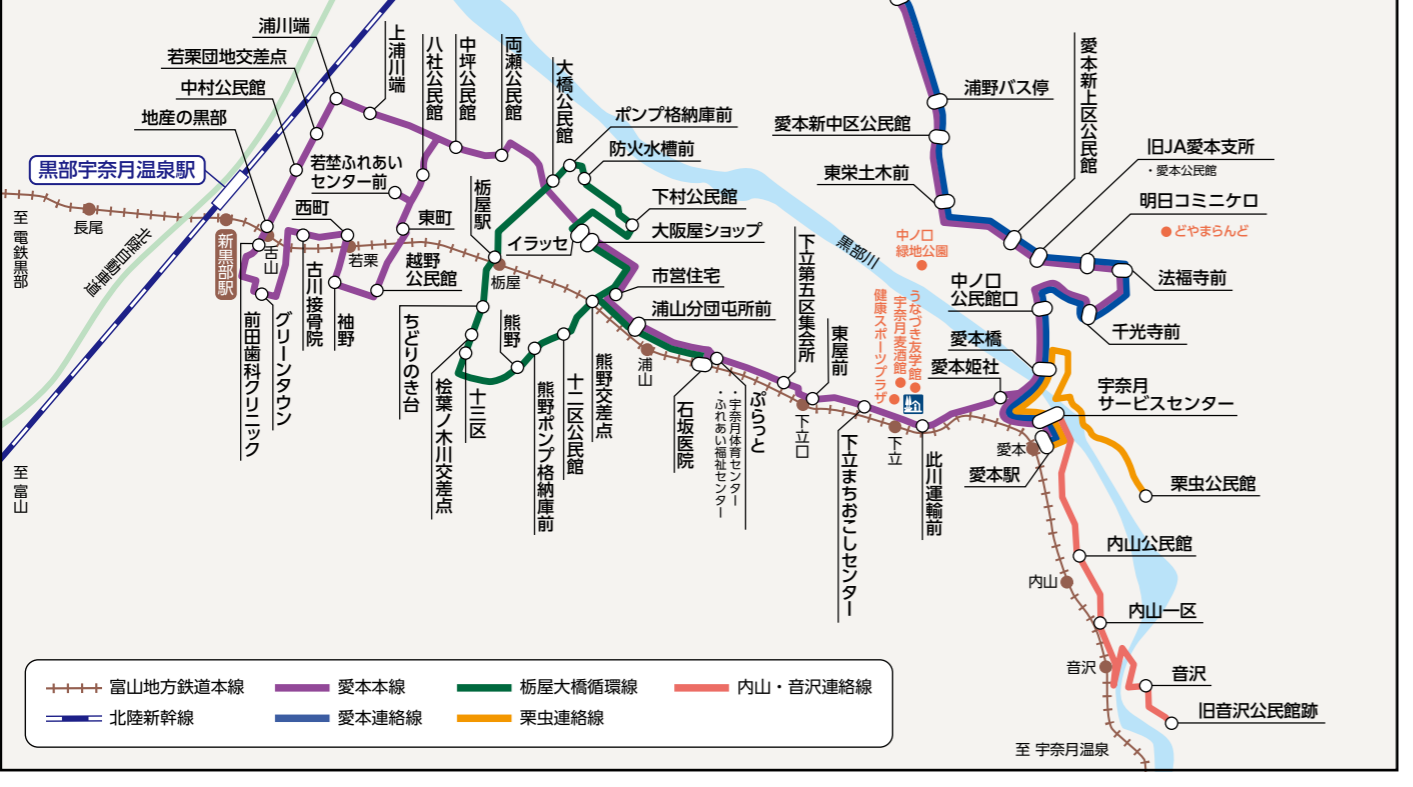 浦川端
若栗団地交差点
中村公民館
地産の黒部
黒部宇奈月温泉駅
上浦川端
八社公民館
中坪公民館
両瀬公民館
大橋公民館
ポンプ格納庫前
防火水槽前
下村公民館
大阪屋ショップ
イラッセ
市営住宅
浦山分団屯所前
若埜ふれあい
センター前
西町
東町
越野
公民館
栃屋駅
栃屋
至 電鉄黒部
長尾
新黒部駅
舌山
若栗
北陸自動車道
至 富山
前田歯科クリニック
グリーンタウン
古川接骨院
袖野
ちどりのき台
桧葉ノ木川交差点
十三区
熊野
熊野ポンプ格納庫前
十二区公民館
熊野交差点
浦山
石坂医院
ぷらっと
・宇奈月体育センター
・ふれあい福祉センター
下立第五区集会所
東屋前
下立口
下立まちおこしセンター
下立
此川運輸前
黒部川
浦野バス停
愛本新中区公民館
東栄土木前
愛本新上区公民館
旧JA愛本支所
・愛本公民館
明日コミニケロ
どやまらんど
法福寺前
千光寺前
中ノ口
緑地公園
中ノ口
公民館口
うなづき友学館
宇奈月麦酒館
健康スポーツプラザ
愛本橋
愛本姫社
宇奈月
サービスセンター
愛本
愛本駅
栗虫公民館
内山公民館
内山
内山一区
音沢
音沢
旧音沢公民館跡
至 宇奈月温泉
富山地方鉄道本線
愛本本線
栃屋大橋循環線
内山・音沢連絡線
北陸新幹線
愛本連絡線
栗虫連絡線